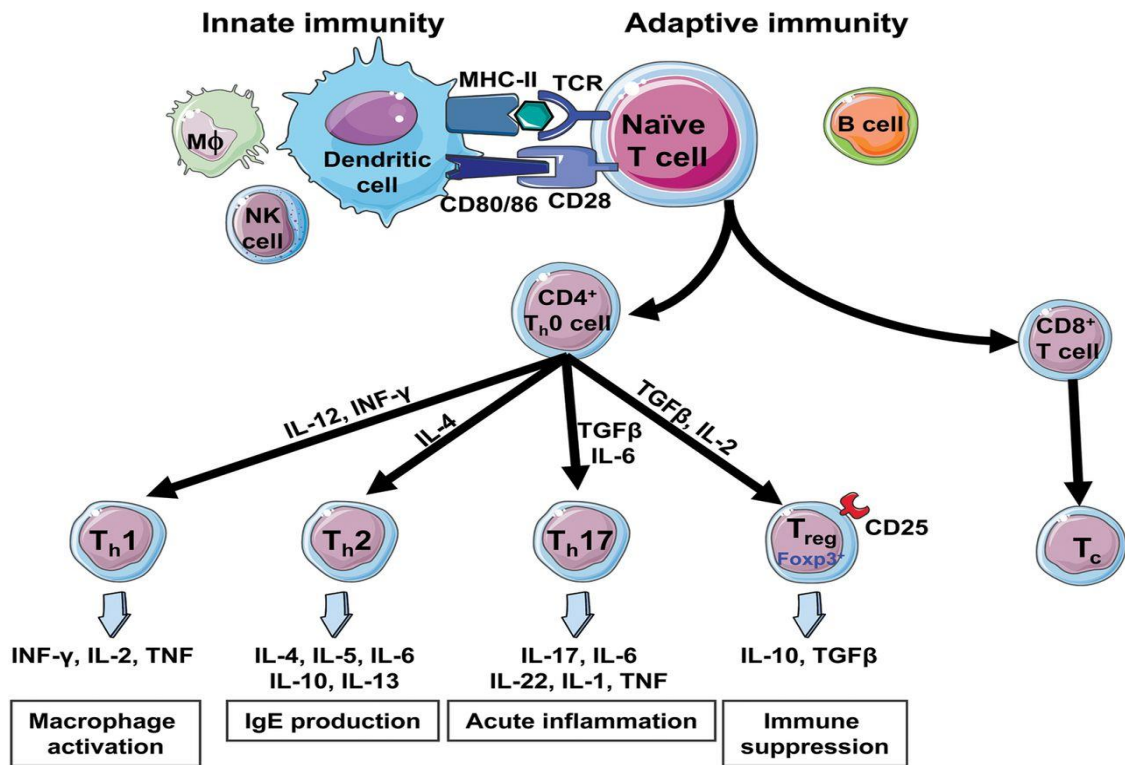 Innate immunity
Adaptive immunity
MHC-II
TCR
Mϕ
Dendritic
cell
Naïve
T cell
B cell
CD80/86
CD28
NK
cell
CD4⁺
Tₕ0 cell
CD8⁺
T cell
IL-12, INF-γ
IL-4
TGFβ
IL-6
TGFβ, IL-2
Tₕ1
Tₕ2
Tₕ17
T_reg
Foxp3⁺
CD25
T_c
INF-γ, IL-2, TNF
IL-4, IL-5, IL-6
IL-10, IL-13
IL-17, IL-6
IL-22, IL-1, TNF
IL-10, TGFβ
Macrophage
activation
IgE production
Acute inflammation
Immune
suppression